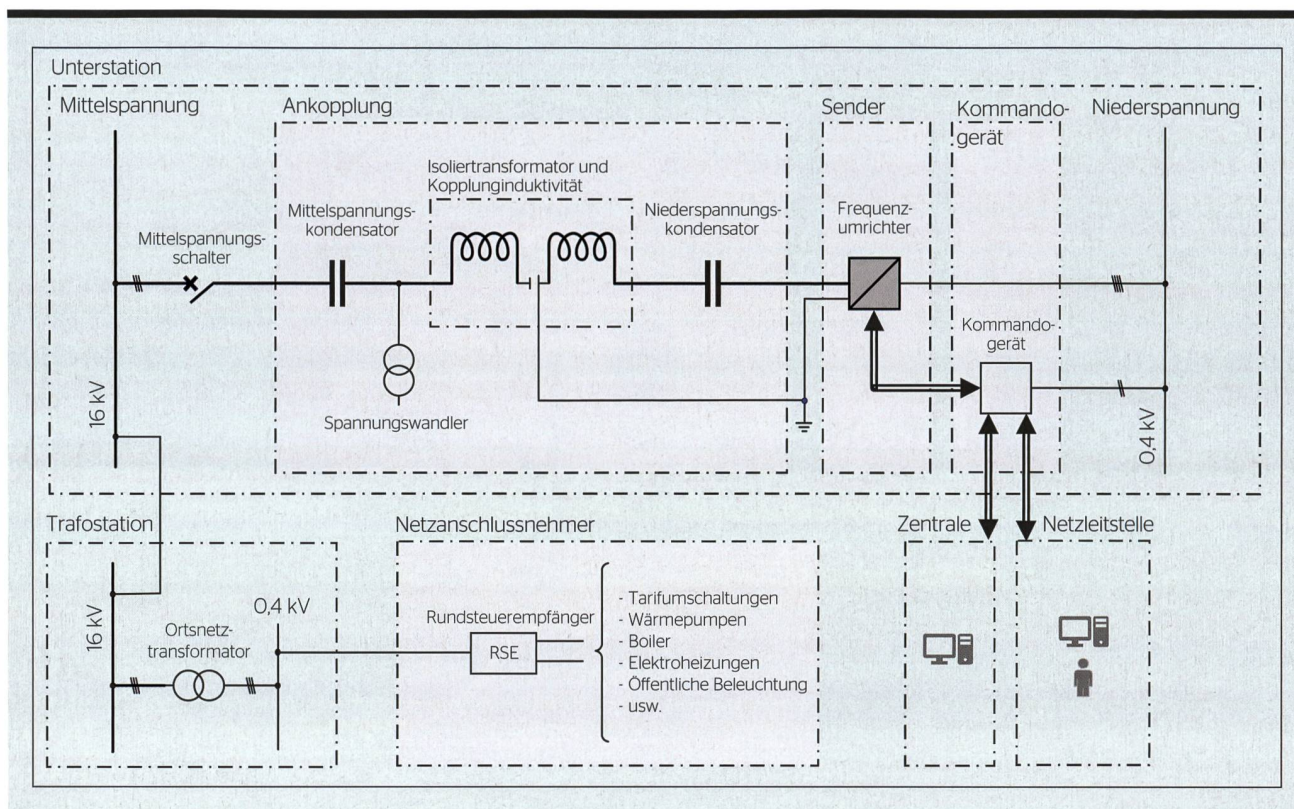 Unterstation
Mittelspannung
Ankopplung
Sender
Kommando-
gerät
Niederspannung
Isoliertransformator und
Kopplunginduktivität
Mittelspannungs-
schalter
Mittelspannungs-
kondensator
Niederspannungs-
kondensator
Frequenz-
umrichter
Kommando-
gerät
Spannungswandler
16 kV
0,4 kV
Trafostation
Netzanschlussnehmer
Zentrale
Netzleitstelle
16 kV
0,4 kV
Ortsnetz-
transformator
Rundsteuerempfänger
RSE
- Tarifumschaltungen
- Wärmepumpen
- Boiler
- Elektroheizungen
- Öffentliche Beleuchtung
- usw.